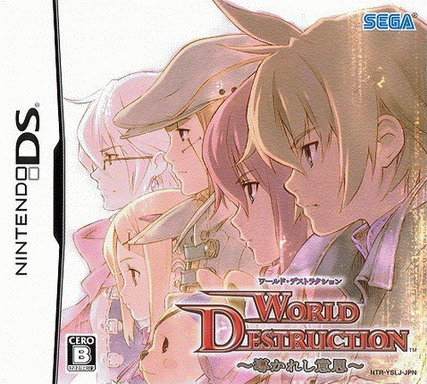 SEGA
NINTENDO DS
ワールド・デストラクション
WORLD
DESTRUCTION
TM
～導かれし意思～
CERO
B
NTR-YSLJ-JPN